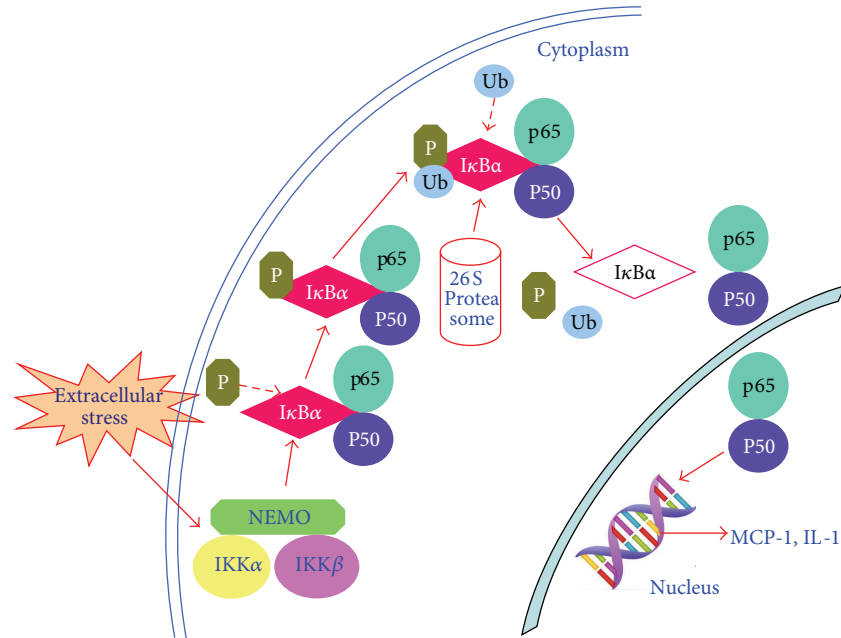 Cytoplasm
Ub
p65
P
IκBα
Ub
P50
p65
P
IκBα
P50
26S
Protea
some
P
Ub
IκBα
p65
P50
Extracellular
stress
P
p65
IκBα
P50
p65
P50
NEMO
IKKα
IKKβ
MCP-1, IL-1
Nucleus